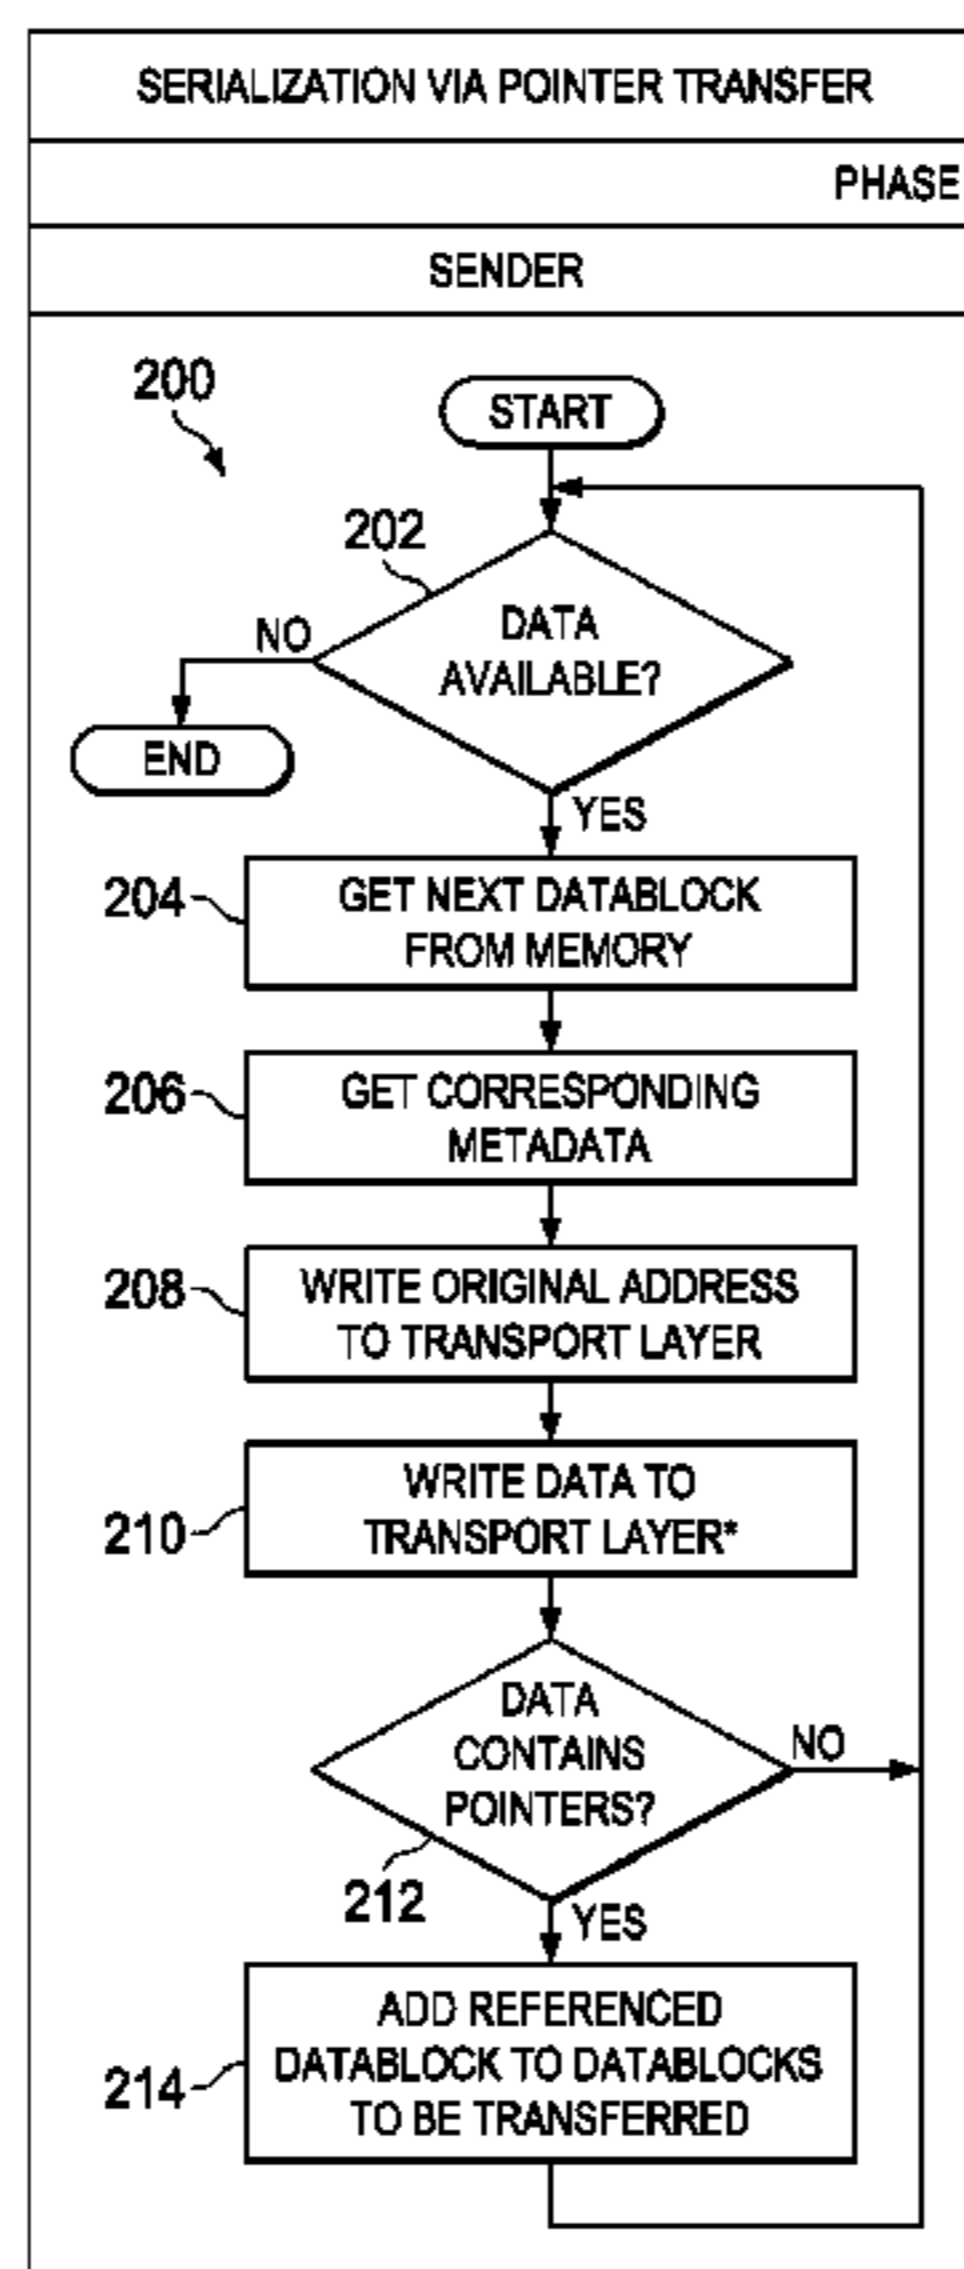 SERIALIZATION VIA POINTER TRANSFER
PHASE
SENDER
200
START
202
DATA
AVAILABLE?
NO
END
YES
204
GET NEXT DATABLOCK
FROM MEMORY
206
GET CORRESPONDING
METADATA
208
WRITE ORIGINAL ADDRESS
TO TRANSPORT LAYER
210
WRITE DATA TO
TRANSPORT LAYER*
DATA
CONTAINS
POINTERS?
NO
212
YES
214
ADD REFERENCED
DATABLOCK TO DATABLOCKS
TO BE TRANSFERRED